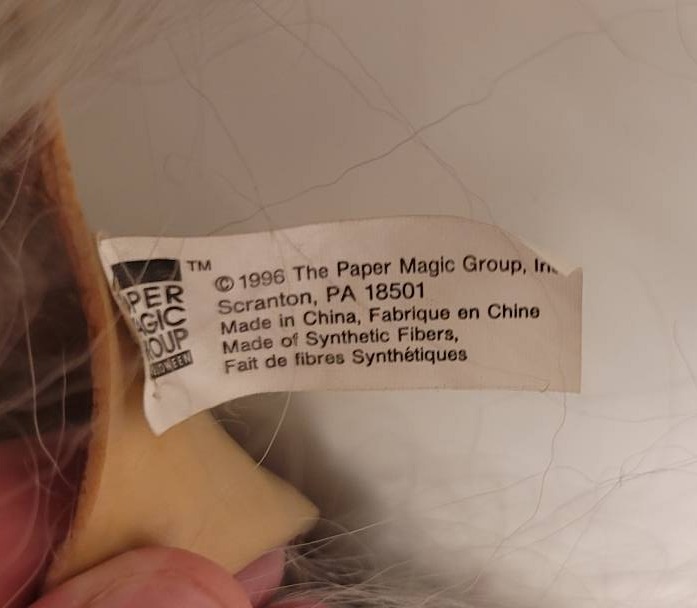 TM
PER
AGIC
ROUP
© 1996 The Paper Magic Group,
Scranton, PA 18501
Made in China, Fabrique en Chine
Made of Synthetic Fibers,
Fait de fibres Synthétiques